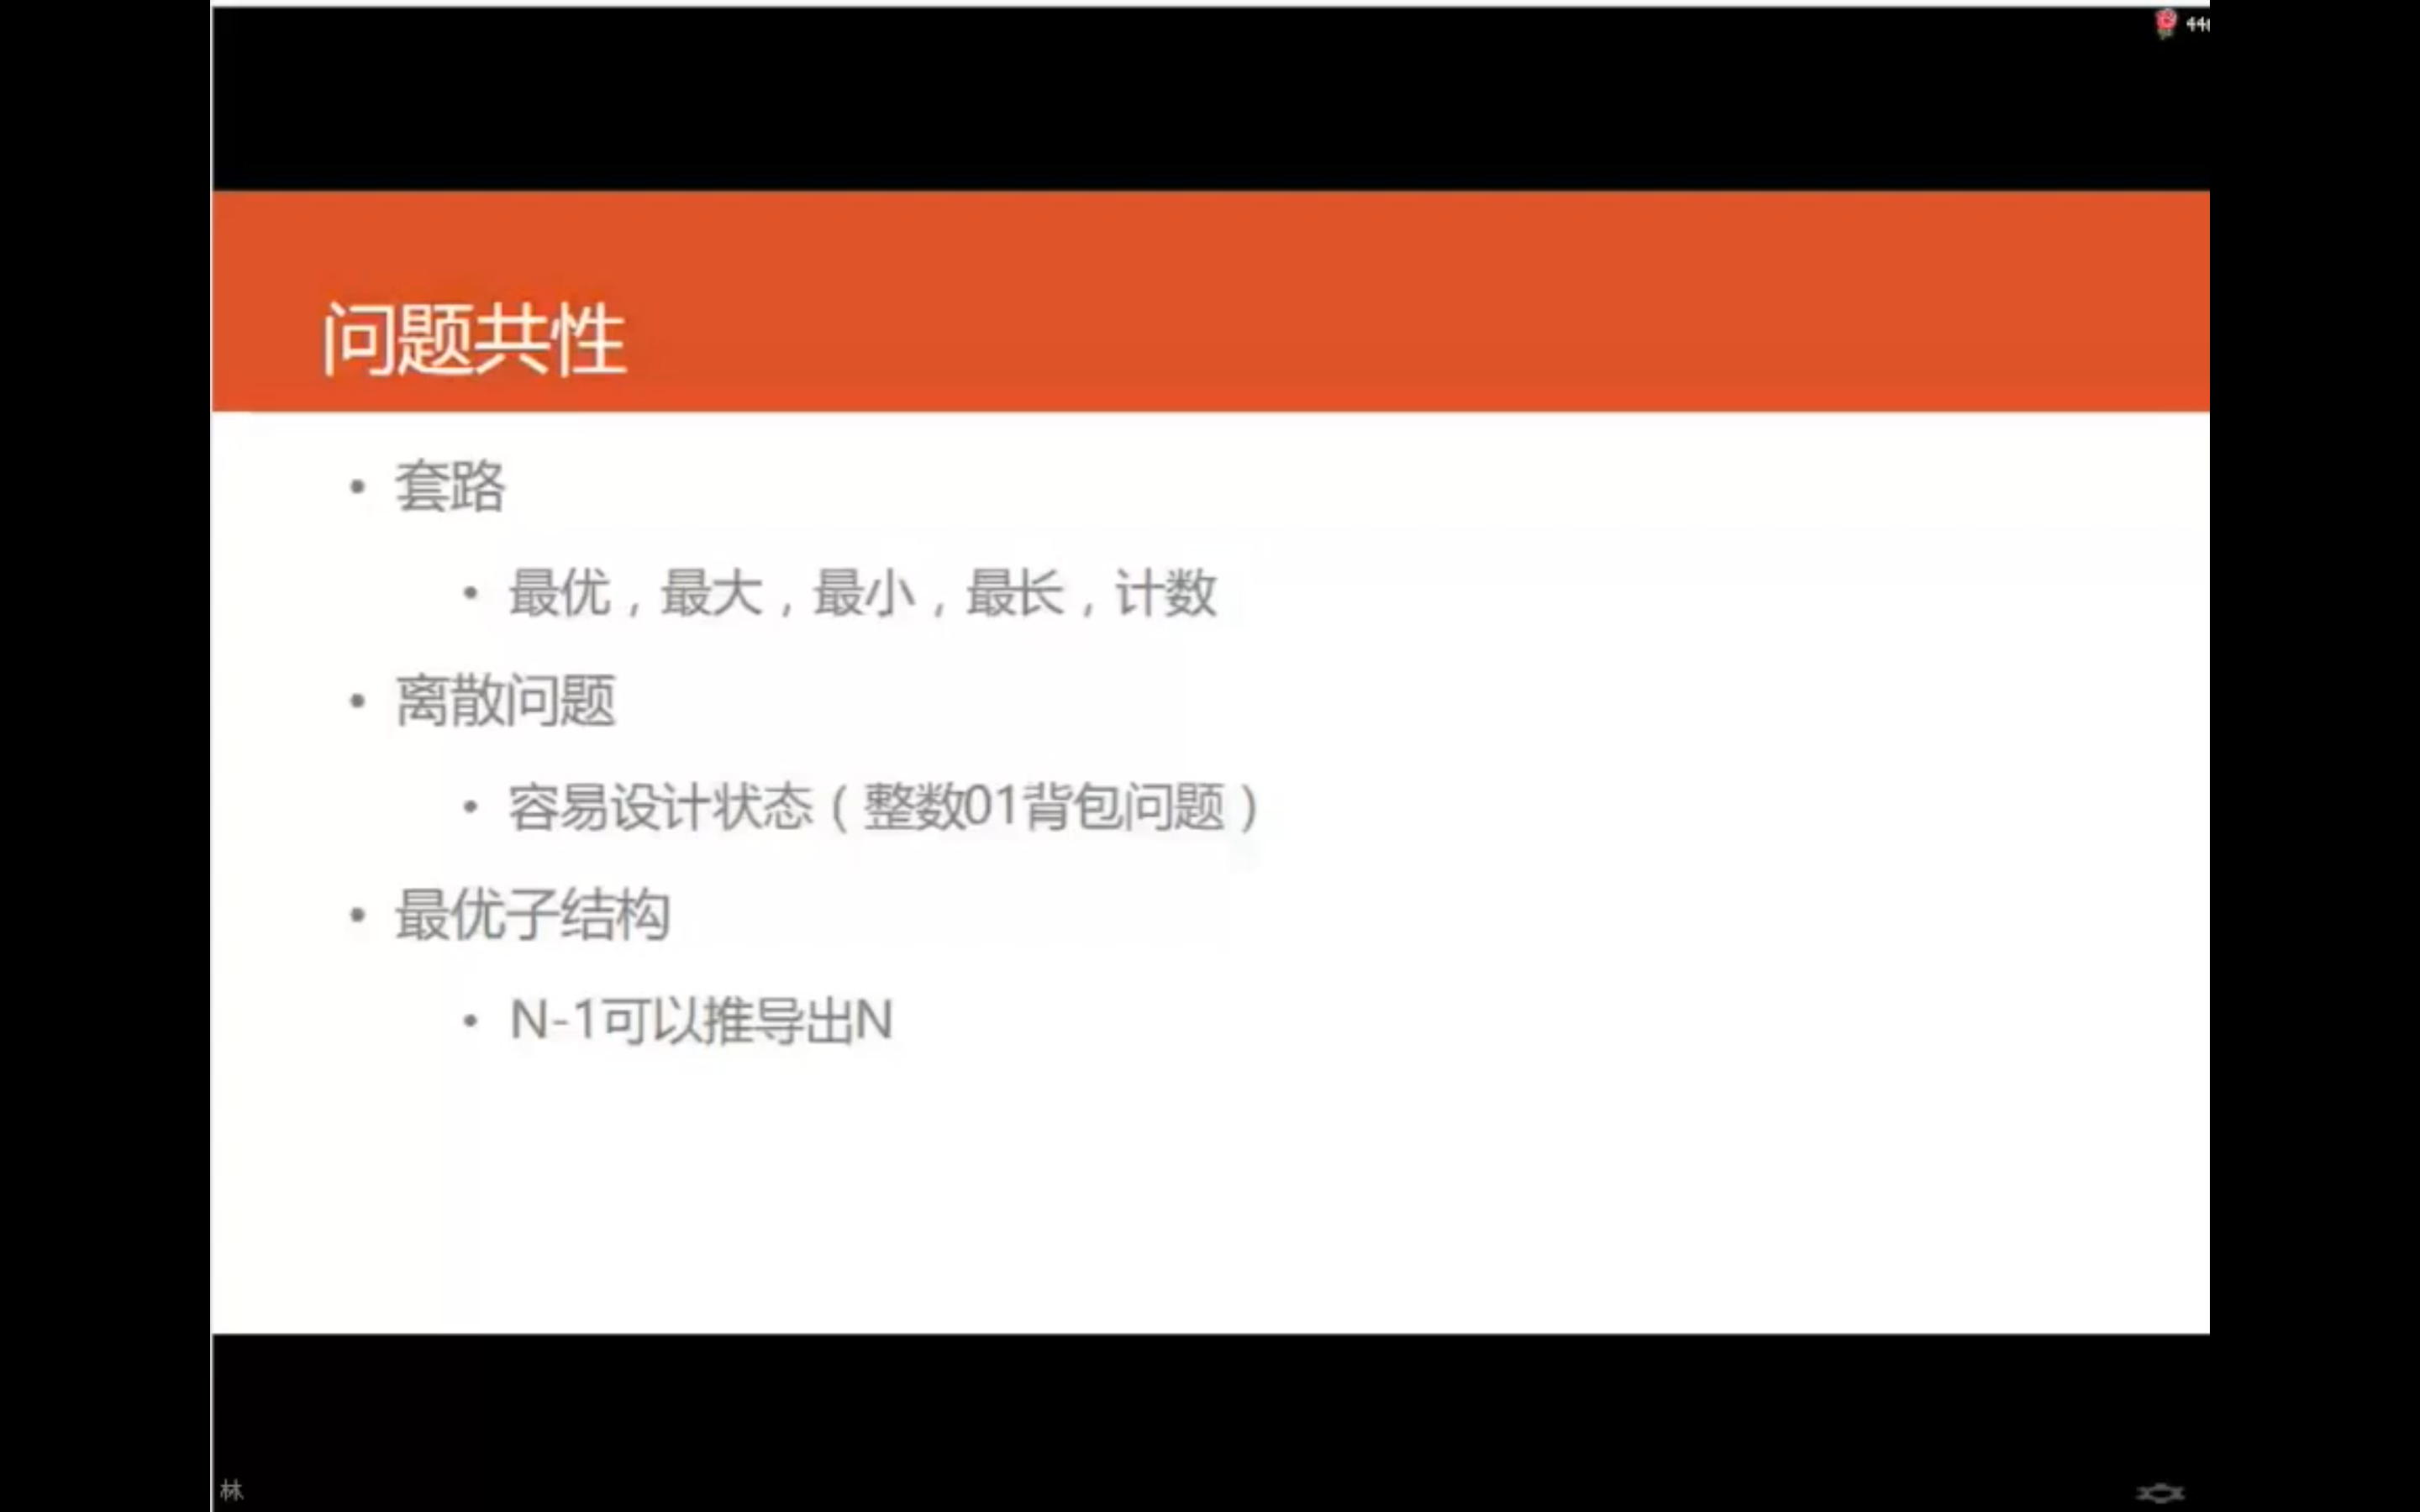 问题共性
• 套路
• 最优，最大，最小，最长，计数
• 离散问题
• 容易设计状态（整数01背包问题）
• 最优子结构
• N-1可以推导出N
林